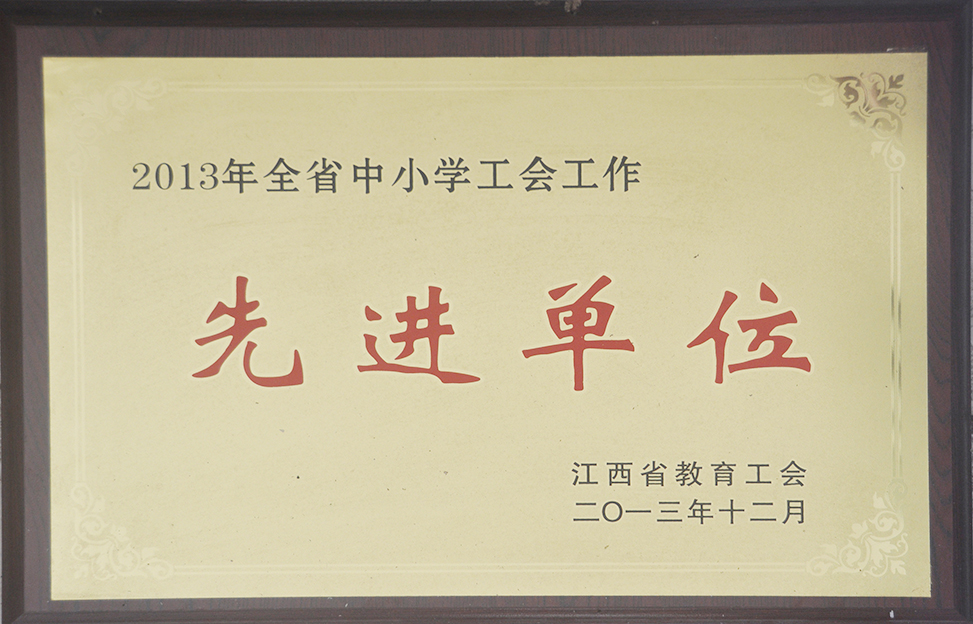 2013年全省中小学工会工作
先进单位
江西省教育工会
二〇一三年十二月